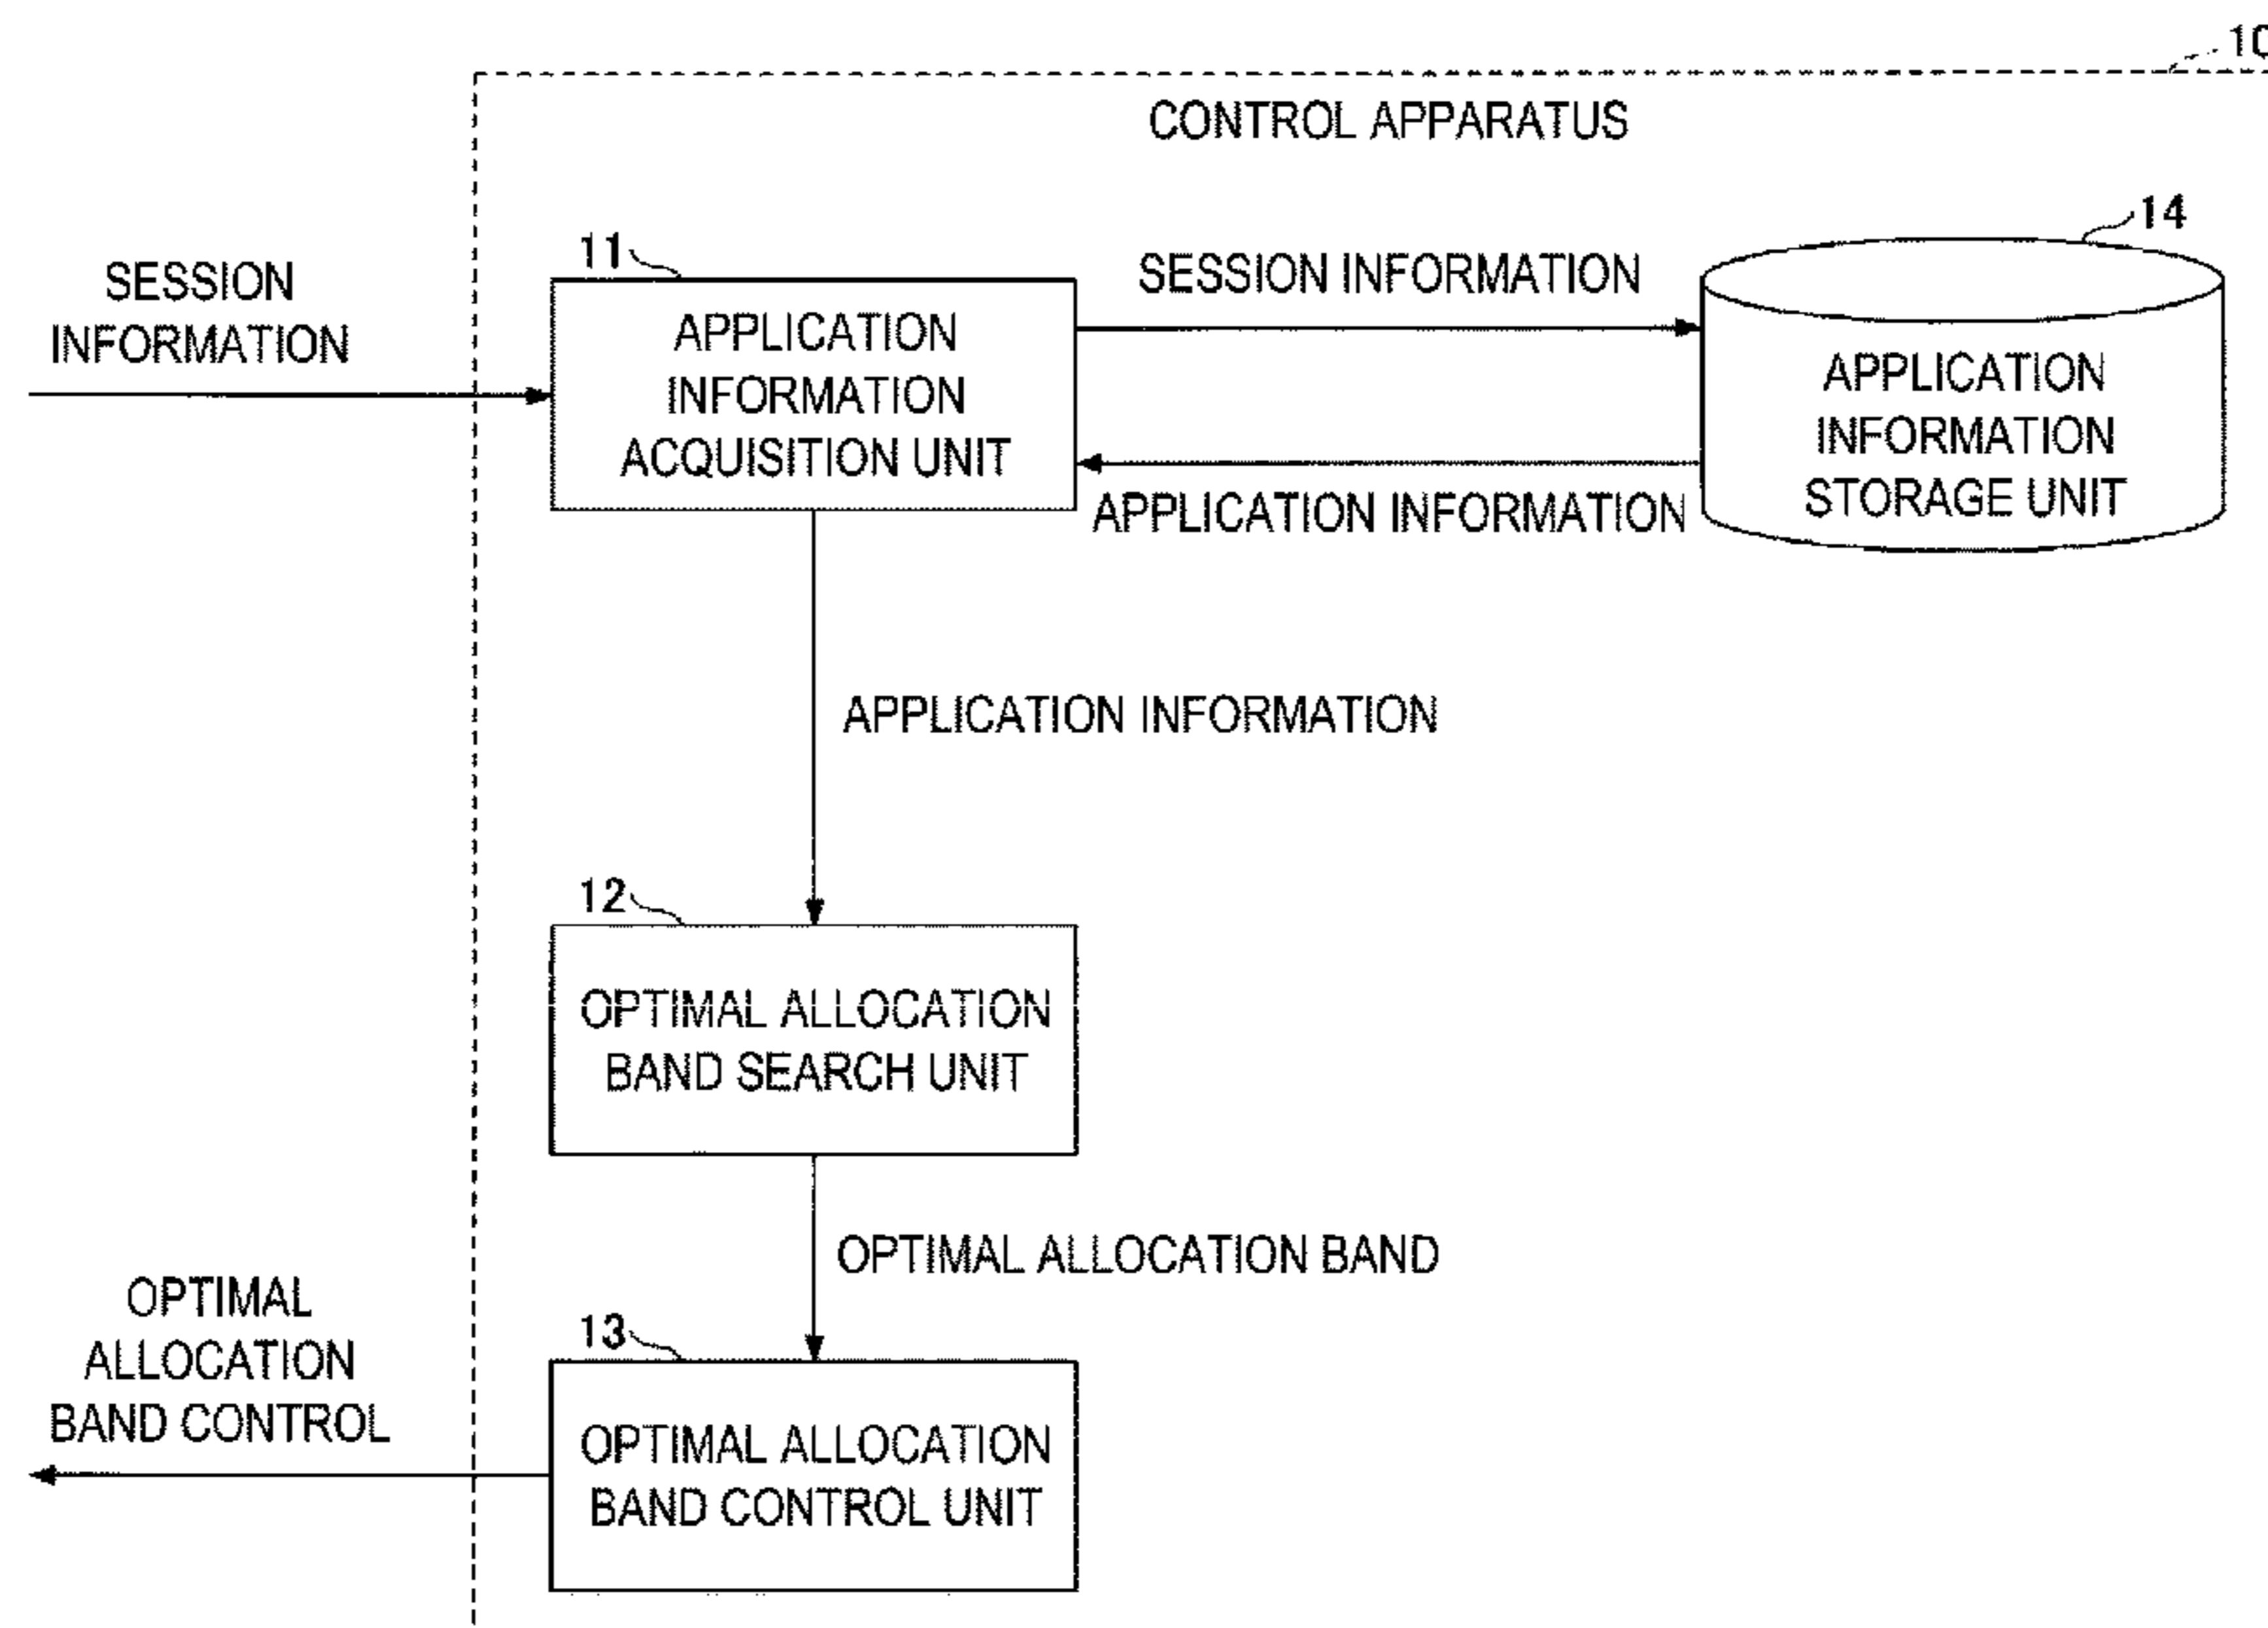 10
CONTROL APPARATUS
14
11
SESSION INFORMATION
SESSION
INFORMATION
APPLICATION
INFORMATION
ACQUISITION UNIT
APPLICATION
INFORMATION
STORAGE UNIT
APPLICATION INFORMATION
APPLICATION INFORMATION
12
OPTIMAL ALLOCATION
BAND SEARCH UNIT
OPTIMAL ALLOCATION BAND
OPTIMAL
ALLOCATION
BAND CONTROL
13
OPTIMAL ALLOCATION
BAND CONTROL UNIT